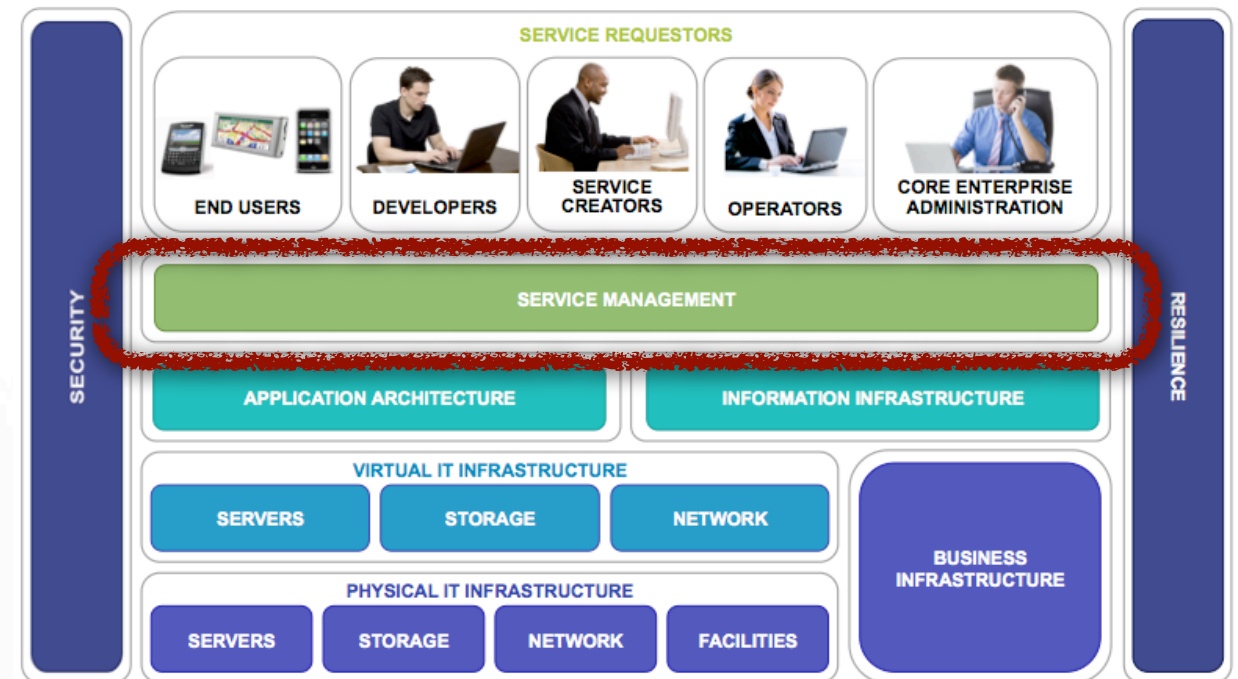 SERVICE REQUESTORS
END USERS
DEVELOPERS
SERVICE
CREATORS
OPERATORS
CORE ENTERPRISE
ADMINISTRATION
SECURITY
SERVICE MANAGEMENT
RESILIENCE
APPLICATION ARCHITECTURE
INFORMATION INFRASTRUCTURE
VIRTUAL IT INFRASTRUCTURE
SERVERS
STORAGE
NETWORK
BUSINESS
INFRASTRUCTURE
PHYSICAL IT INFRASTRUCTURE
SERVERS
STORAGE
NETWORK
FACILITIES